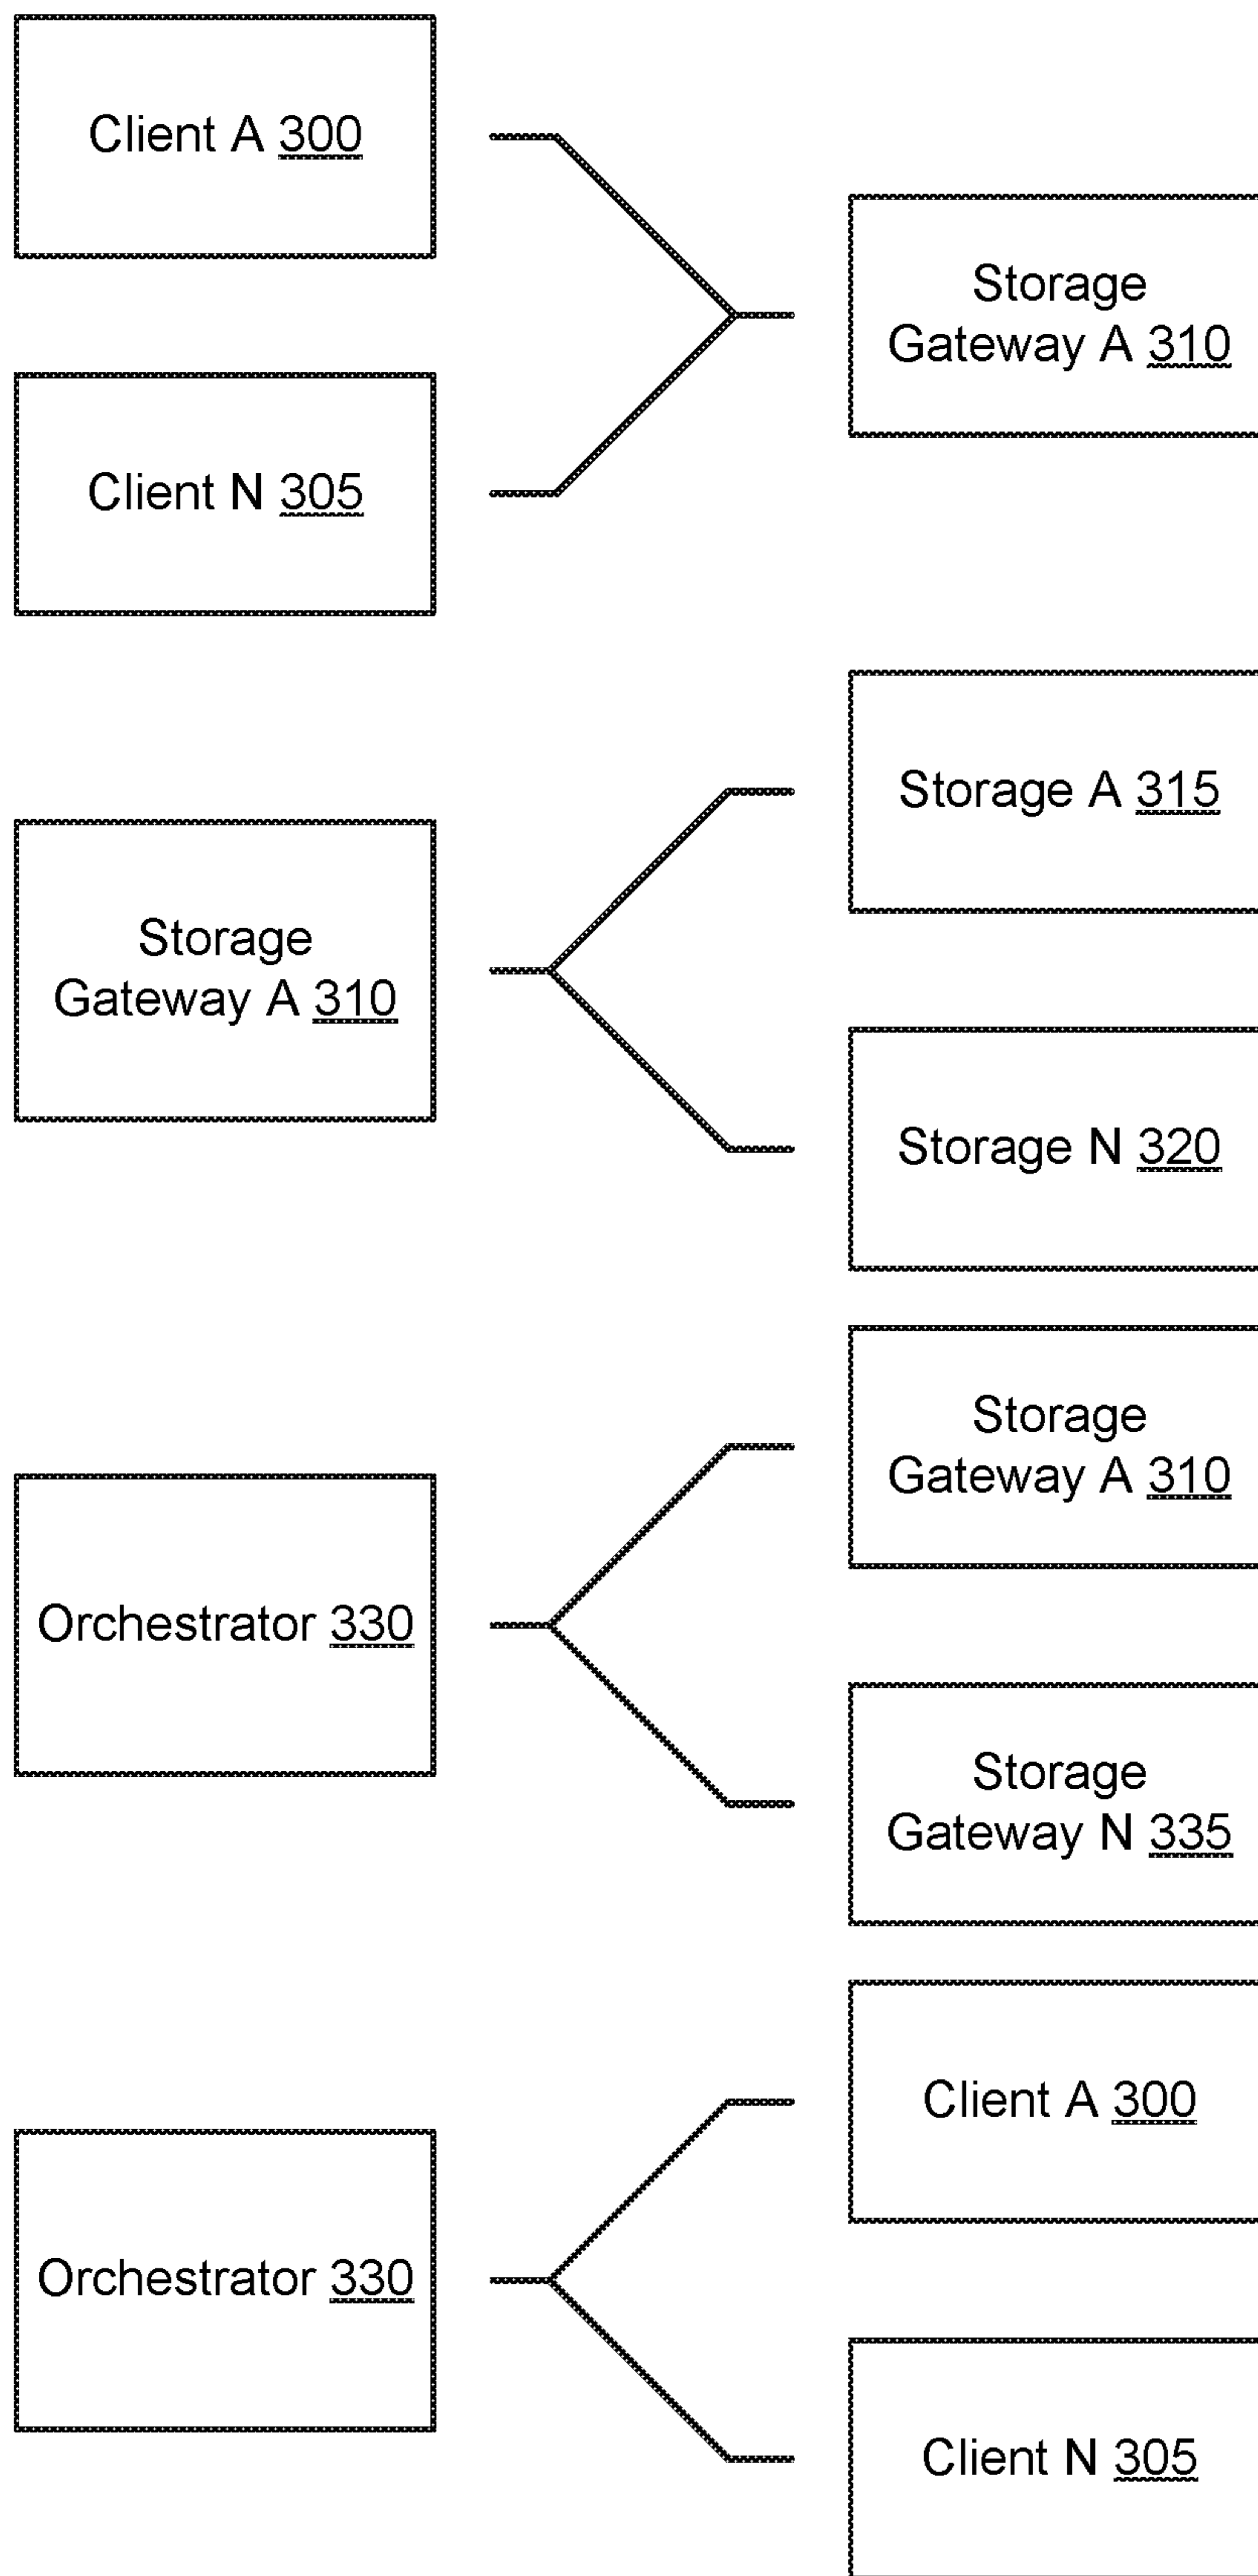 Client A 300
Client N 305
Storage
Gateway A 310
Storage
Gateway A 310
Storage A 315
Storage N 320
Orchestrator 330
Storage
Gateway A 310
Storage
Gateway N 335
Orchestrator 330
Client A 300
Client N 305